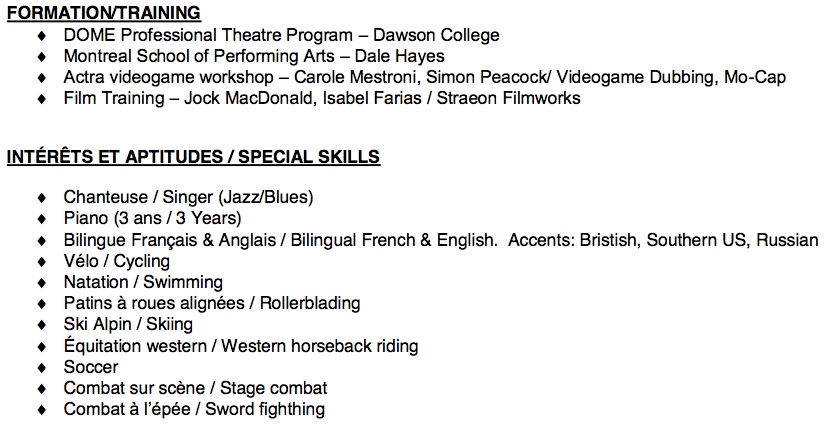 FORMATION/TRAINING
♦ DOME Professional Theatre Program – Dawson College
♦ Montreal School of Performing Arts – Dale Hayes
♦ Actra videogame workshop – Carole Mestroni, Simon Peacock/ Videogame Dubbing, Mo-Cap
♦ Film Training – Jock MacDonald, Isabel Farias / Straeon Filmworks
INTÉRÊTS ET APTITUDES / SPECIAL SKILLS
♦ Chanteuse / Singer (Jazz/Blues)
♦ Piano (3 ans / 3 Years)
♦ Bilingue Français & Anglais / Bilingual French & English. Accents: Bristish, Southern US, Russian
♦ Vélo / Cycling
♦ Natation / Swimming
♦ Patins à roues alignées / Rollerblading
♦ Ski Alpin / Skiing
♦ Équitation western / Western horseback riding
♦ Soccer
♦ Combat sur scène / Stage combat
♦ Combat à l'épée / Sword fighthing